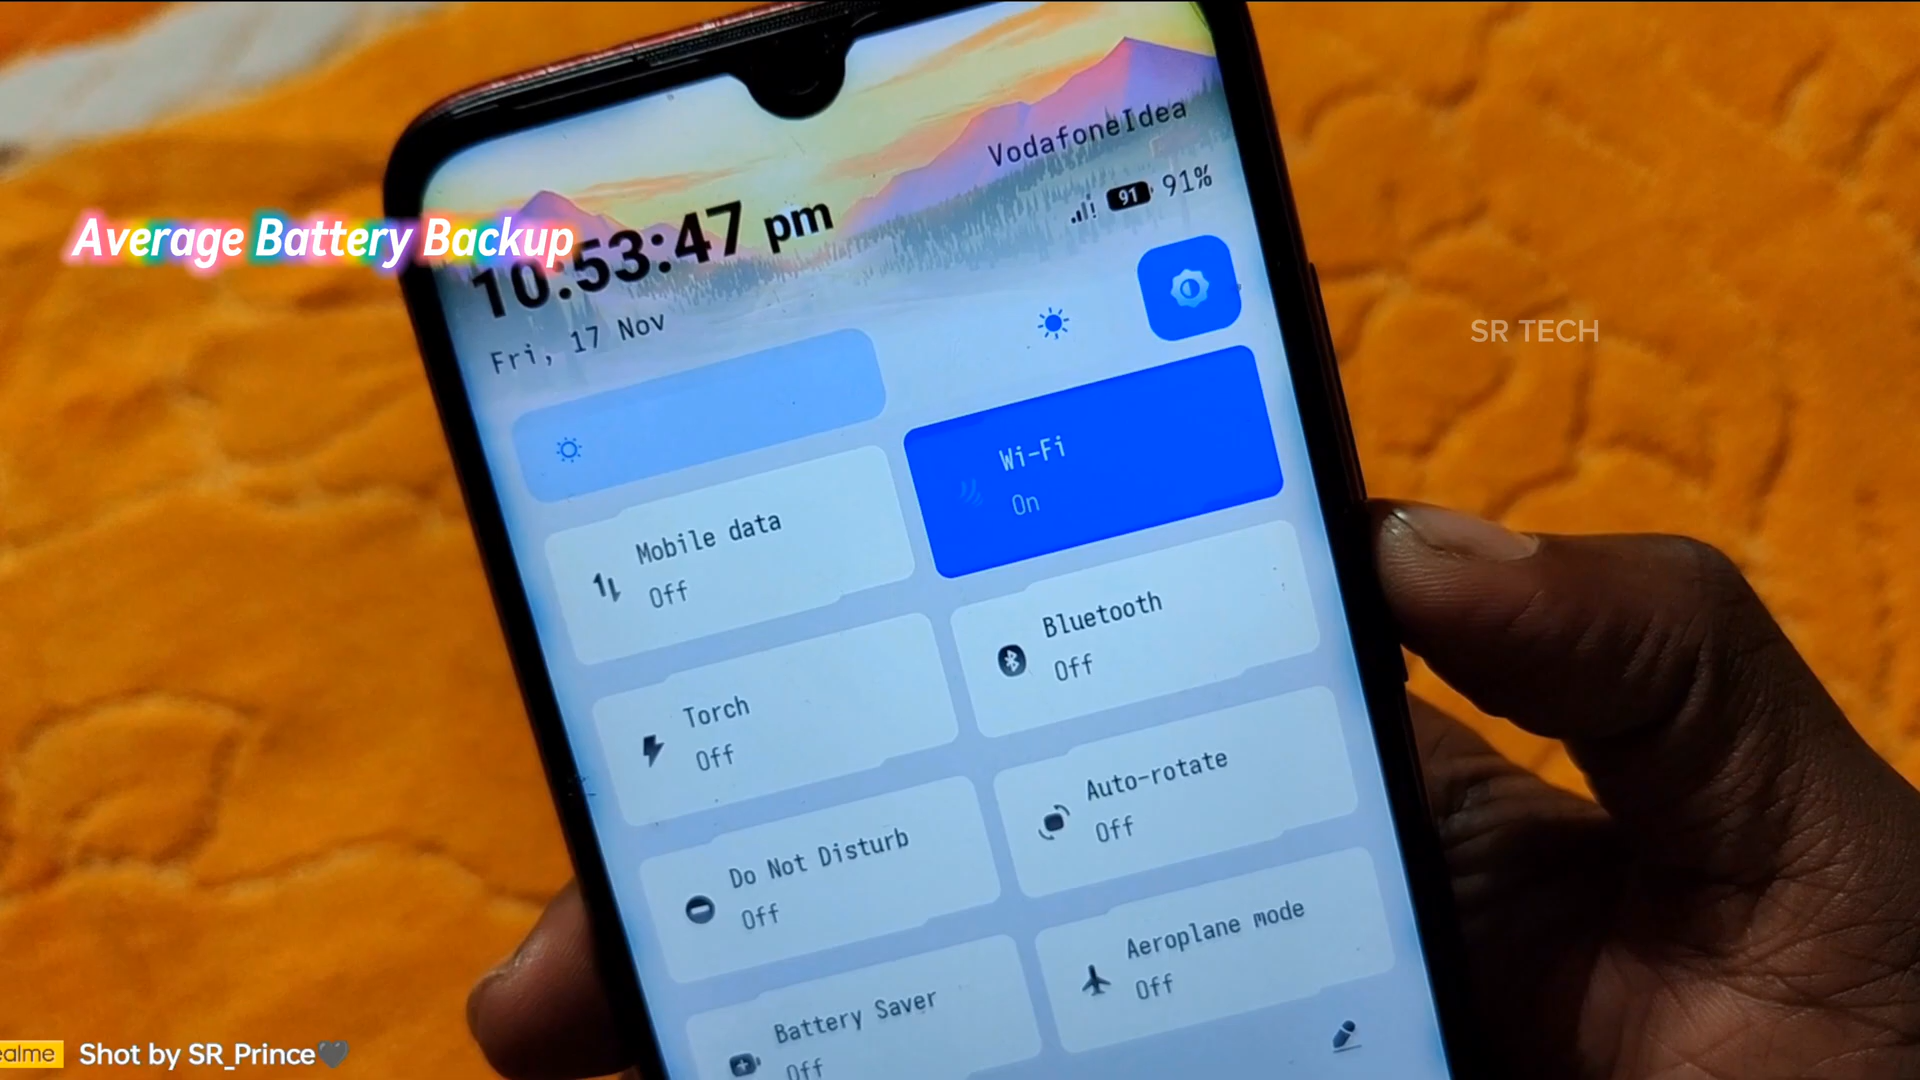 VodafoneIdea
91 91%
Average Battery Backup
10:53:47 pm
Fri, 17 Nov
SR TECH
Wi-Fi
On
Mobile data
Off
Bluetooth
Off
Torch
Off
Auto-rotate
Off
Do Not Disturb
Off
Aeroplane mode
Off
Battery Saver
Off
ealme Shot by SR_Prince🖤